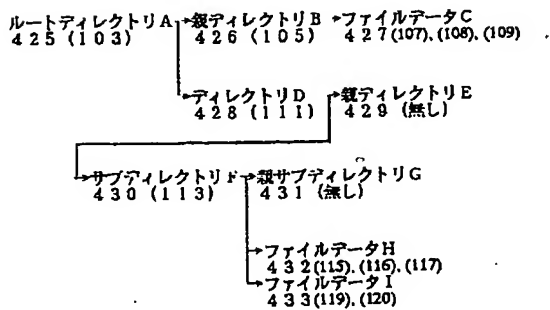 ルートディレクトリA 親ディレクトリB ファイルデータC
425 (103) 426 (105) 427(107), (108), (109)
ディレクトリD 親ディレクトリE
428 (111) 429 (無し)
サブディレクトリF 親サブディレクトリG
430 (113) 431 (無し)
ファイルデータH
432(115), (116), (117)
ファイルデータI
433(119), (120)